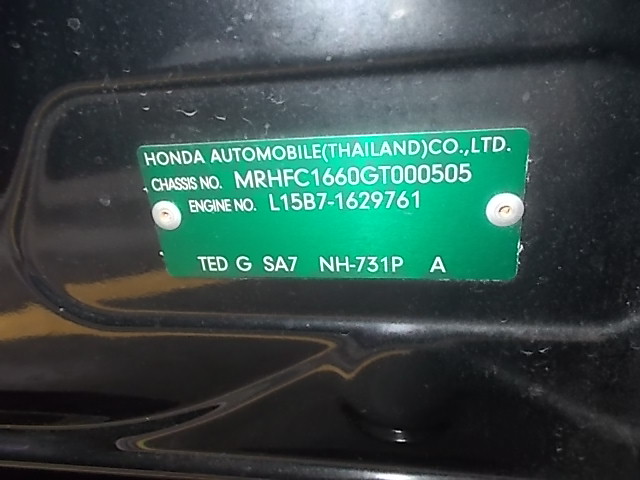 HONDA AUTOMOBILE(THAILAND)CO.,LTD.
CHASSIS NO. MRHFC1660GT000505
ENGINE NO. L15B7-1629761
TED G SA7 NH-731P A